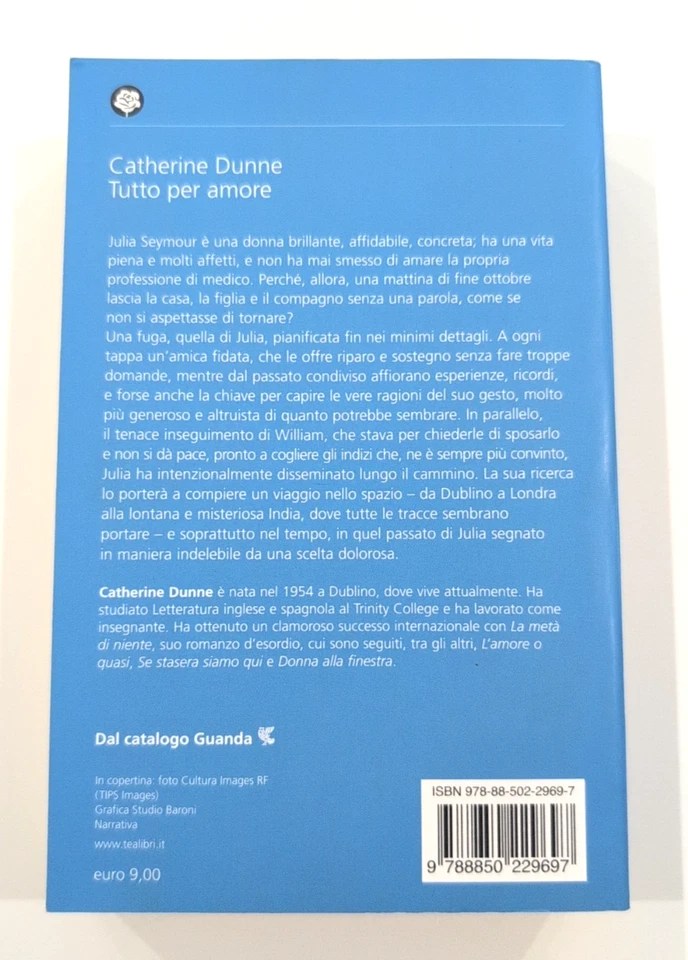 Catherine Dunne
Tutto per amore
Julia Seymour è una donna brillante, affidabile, concreta; ha una vita
piena e molti affetti, e non ha mai smesso di amare la propria
professione di medico. Perché, allora, una mattina di fine ottobre
lascia la casa, la figlia e il compagno senza una parola, come se
non si aspettasse di tornare?
Una fuga, quella di Julia, pianificata fin nei minimi dettagli. A ogni
tappa un'amica fidata, che le offre riparo e sostegno senza fare troppe
domande, mentre dal passato condiviso affiorano esperienze, ricordi,
e forse anche la chiave per capire le vere ragioni del suo gesto, molto
più generoso e altruista di quanto potrebbe sembrare. In parallelo,
il tenace inseguimento di William, che stava per chiederle di sposarlo
e non si dà pace, pronto a cogliere gli indizi che, ne è sempre più convinto,
Julia ha intenzionalmente disseminato lungo il cammino. La sua ricerca
lo porterà a compiere un viaggio nello spazio – da Dublino a Londra
alla lontana e misteriosa India, dove tutte le tracce sembrano
portare – e soprattutto nel tempo, in quel passato di Julia segnato
in maniera indelebile da una scelta dolorosa.
Catherine Dunne è nata nel 1954 a Dublino, dove vive attualmente. Ha
studiato Letteratura inglese e spagnola al Trinity College e ha lavorato come
insegnante. Ha ottenuto un clamoroso successo internazionale con La metà
di niente, suo romanzo d'esordio, cui sono seguiti, tra gli altri, L'amore o
quasi, Se stasera siamo qui e Donna alla finestra.
Dal catalogo Guanda
In copertina: foto Cultura Images RF
(TIPS Images)
Grafica Studio Baroni
Narrativa
www.tealibri.it
euro 9,00
ISBN 978-88-502-2969-7
9 788850 229697